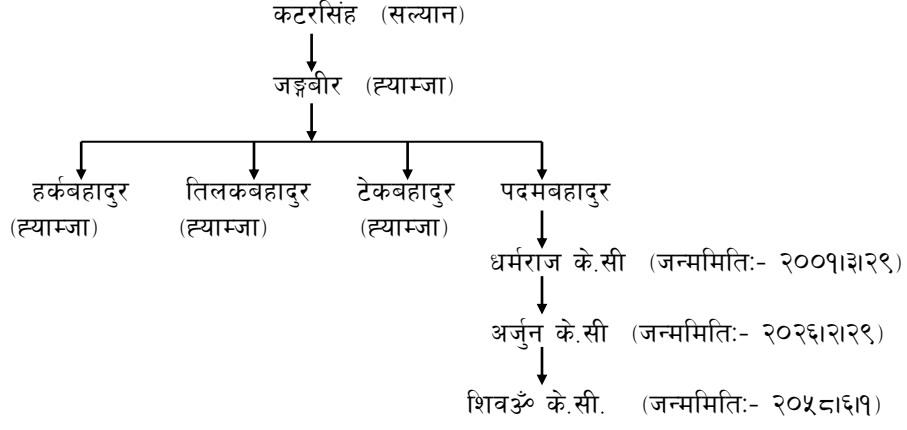 कटरसिंह (सल्यान)
जङ्गबीर (ह्याम्जा)
हर्कबहादुर तिलकबहादुर टेकबहादुर पदमबहादुर
(ह्याम्जा) (ह्याम्जा) (ह्याम्जा)
धर्मराज के.सी (जन्ममितिः- २००१।३।२९)
अर्जुन के.सी (जन्ममितिः- २०२६।२।२९)
शिवॐ के.सी. (जन्ममितिः- २०५८।६।१)